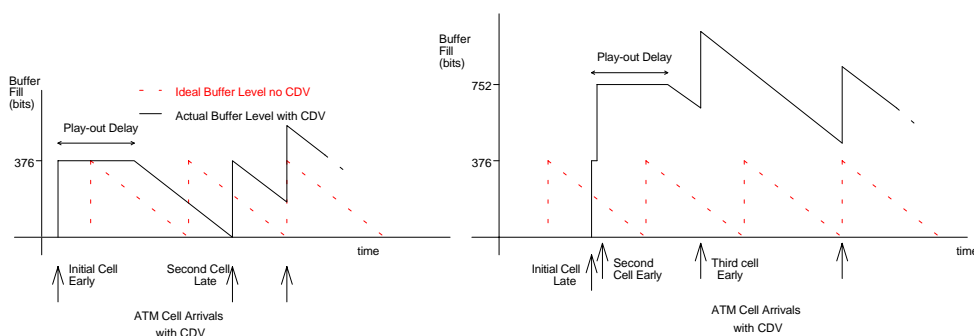 Buffer
Fill
(bits)
Ideal Buffer Level no CDV
Actual Buffer Level with CDV
Play-out Delay
376
time
Initial Cell
Early
Second Cell
Late
ATM Cell Arrivals
with CDV
Buffer
Fill
(bits)
Play-out Delay
752
376
time
Initial Cell
Late
Second
Cell Early
Third cell
Early
ATM Cell Arrivals
with CDV